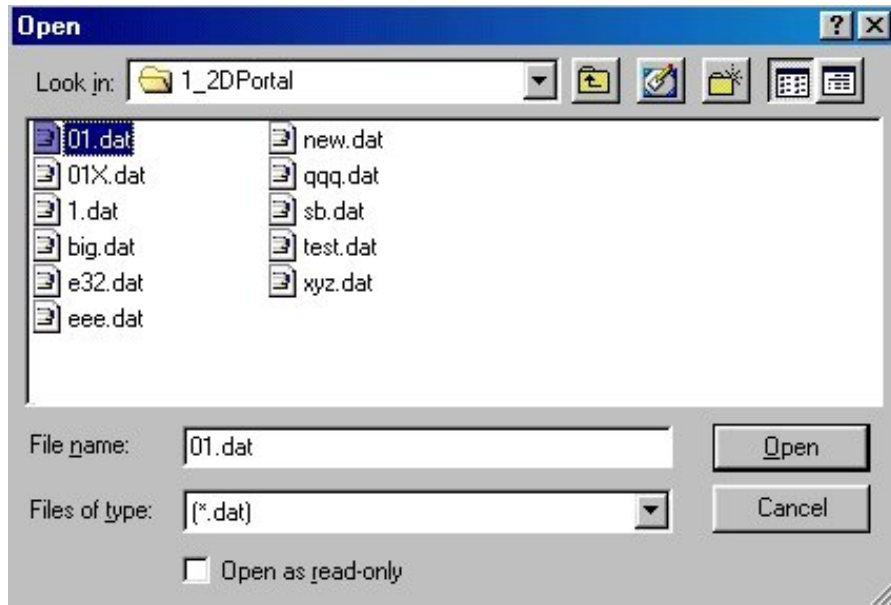 Open
Look in: 1_2DPortal
01.dat
01X.dat
1.dat
big.dat
e32.dat
eee.dat
new.dat
qqq.dat
sb.dat
test.dat
xyz.dat
File name: 01.dat Open
Files of type: (*.dat) Cancel
Open as read-only